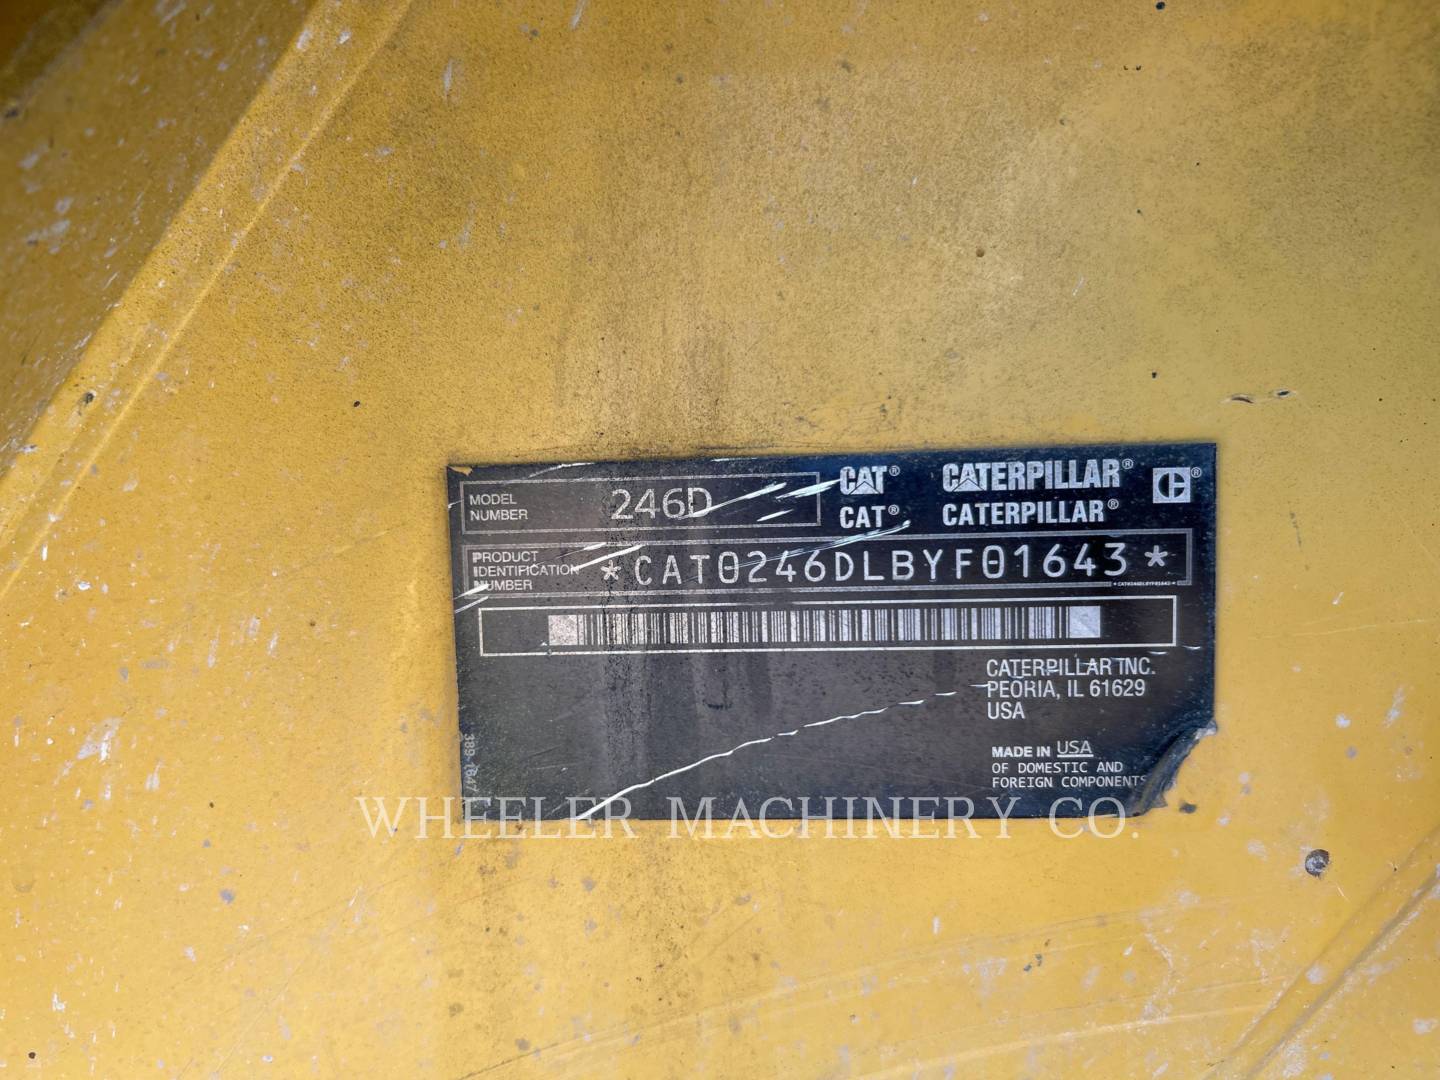 MODEL NUMBER 246D
CAT® CATERPILLAR®
CAT® CATERPILLAR®
PRODUCT IDENTIFICATION NUMBER *CAT0246DLBYF01643*
*CAT0246DLBYF01643*
CATERPILLAR INC.
PEORIA, IL 61629
USA
MADE IN USA
OF DOMESTIC AND
FOREIGN COMPONENTS
WHEELER MACHINERY CO.